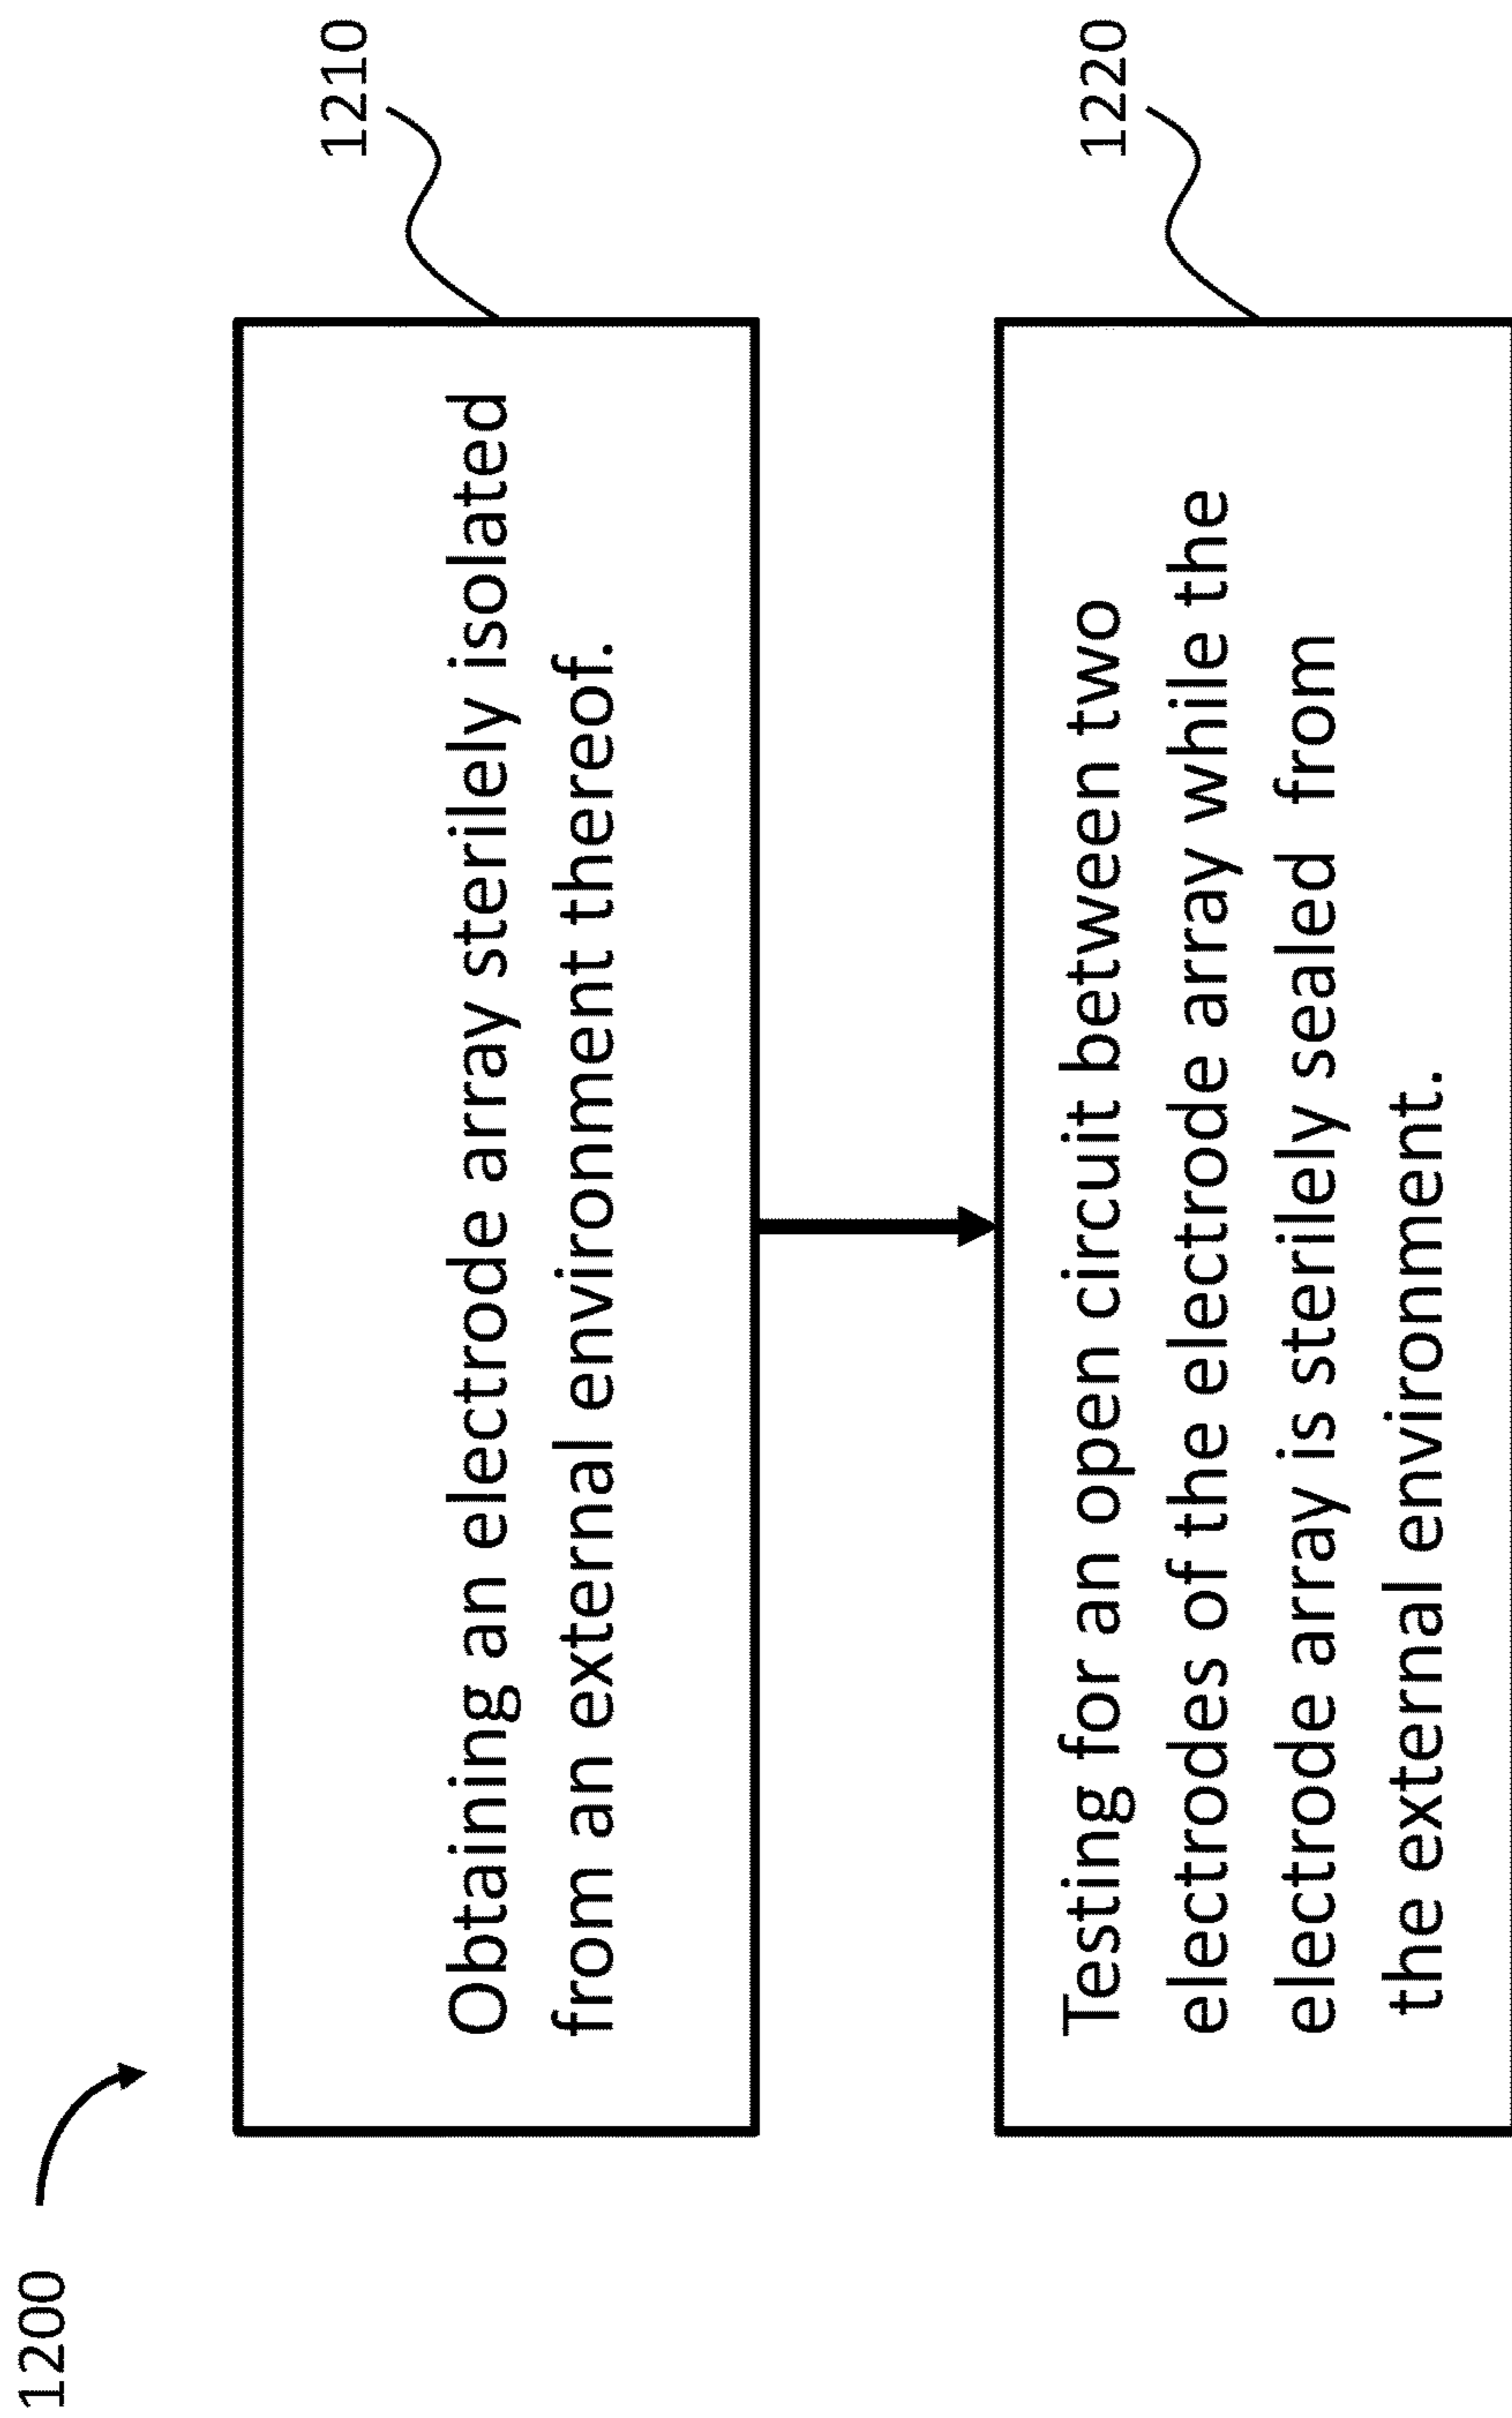 1200
1210
Obtaining an electrode array sterilely isolated
from an external environment thereof.
1220
Testing for an open circuit between two
electrodes of the electrode array while the
electrode array is sterilely sealed from
the external environment.